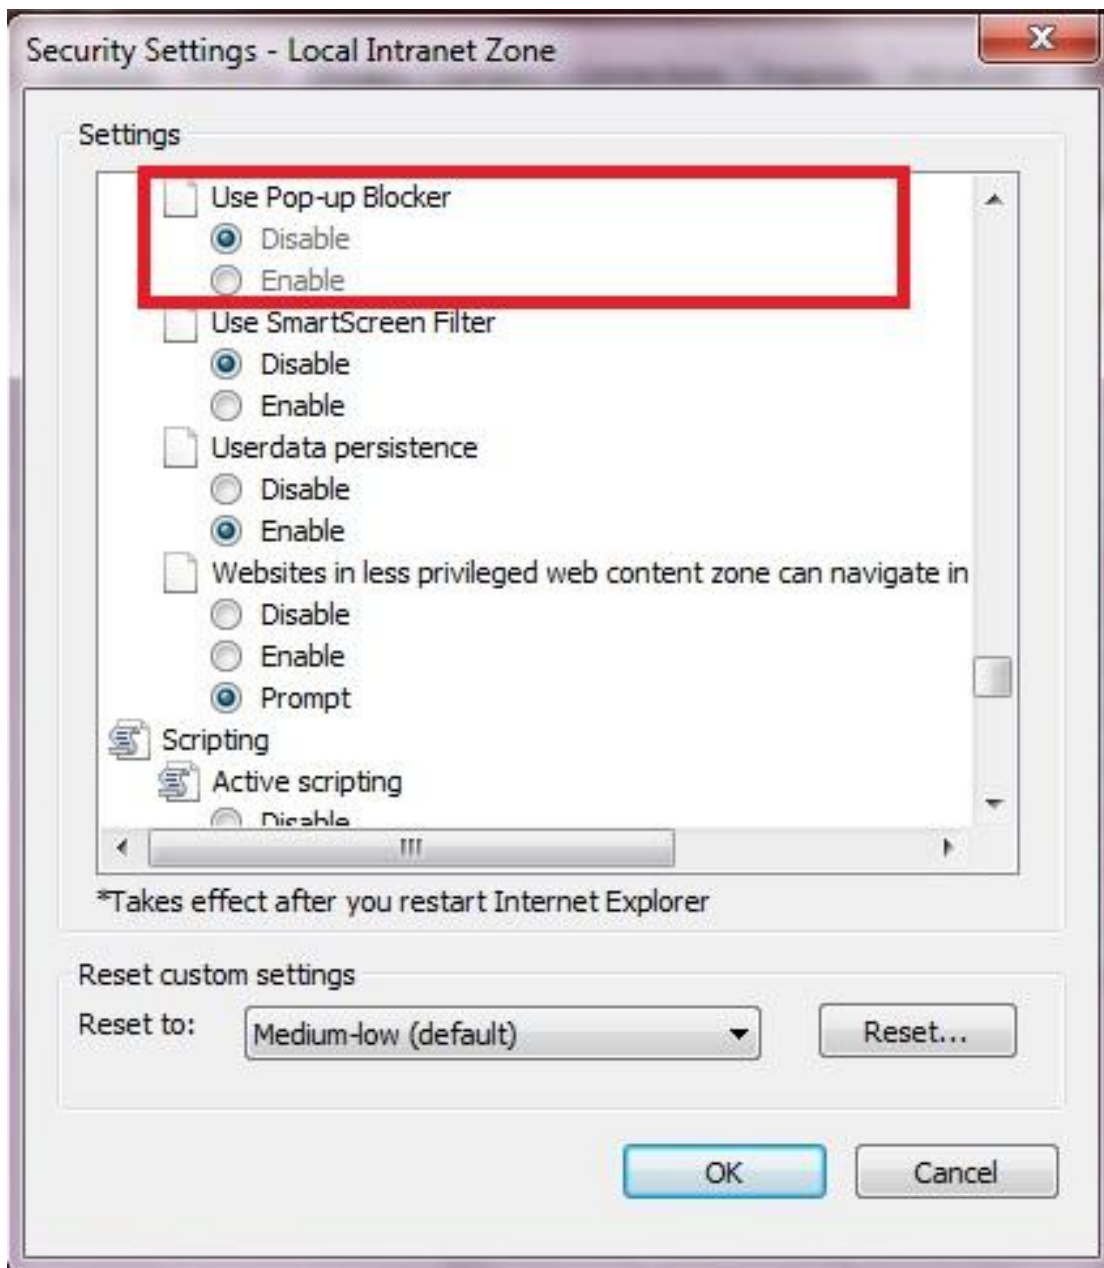 Security Settings - Local Intranet Zone
Settings
Use Pop-up Blocker
Disable
Enable
Use SmartScreen Filter
Disable
Enable
Userdata persistence
Disable
Enable
Websites in less privileged web content zone can navigate in
Disable
Enable
Prompt
Scripting
Active scripting
Disable
*Takes effect after you restart Internet Explorer
Reset custom settings
Reset to:
Medium-low (default)
Reset...
OK
Cancel